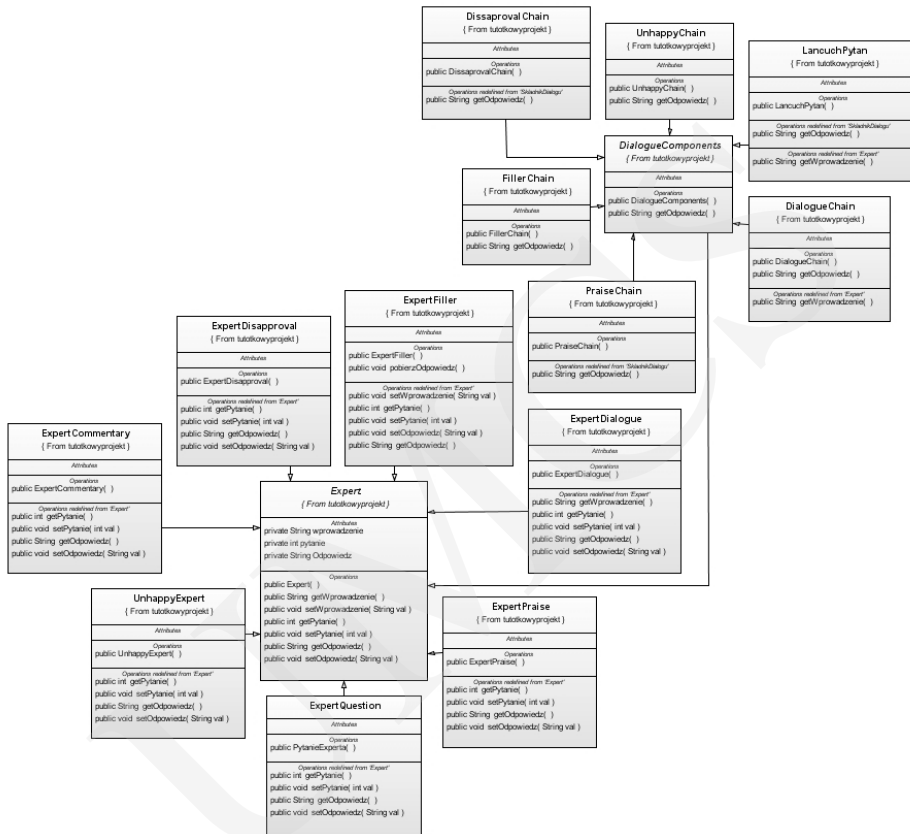 DissaprovalChain
{ From tutotkowyprojekt }
Attributes
Operations
public DissaprovalChain( )
Operations redefined from 'SkladnikDialogu'
public String getOdpowiedz( )
UnhappyChain
{ From tutotkowyprojekt }
Attributes
Operations
public UnhappyChain( )
public String getOdpowiedz( )
LancuchPytan
{ From tutotkowyprojekt }
Attributes
Operations
public LancuchPytan( )
Operations redefined from 'SkladnikDialogu'
public String getOdpowiedz( )
Operations redefined from 'Expert'
public String getWprowadzenie( )
DialogueComponents
{ From tutotkowyprojekt }
Attributes
Operations
public DialogueComponents( )
public String getOdpowiedz( )
FillerChain
{ From tutotkowyprojekt }
Attributes
Operations
public FillerChain( )
public String getOdpowiedz( )
DialogueChain
{ From tutotkowyprojekt }
Attributes
Operations
public DialogueChain( )
public String getOdpowiedz( )
Operations redefined from 'Expert'
public String getWprowadzenie( )
PraiseChain
{ From tutotkowyprojekt }
Attributes
Operations
public PraiseChain( )
Operations redefined from 'SkladnikDialogu'
public String getOdpowiedz( )
ExpertFiller
{ From tutotkowyprojekt }
Attributes
Operations
public ExpertFiller( )
public void pobierzOdpowiedz( )
Operations redefined from 'Expert'
public void setWprowadzenie( String val )
public int getPytanie( )
public void setPytanie( int val )
public void setOdpowiedz( String val )
public String getOdpowiedz( )
ExpertDisapproval
{ From tutotkowyprojekt }
Attributes
Operations
public ExpertDisapproval( )
Operations redefined from 'Expert'
public int getPytanie( )
public void setPytanie( int val )
public String getOdpowiedz( )
public void setOdpowiedz( String val )
ExpertCommentary
{ From tutotkowyprojekt }
Attributes
Operations
public ExpertCommentary( )
Operations redefined from 'Expert'
public int getPytanie( )
public void setPytanie( int val )
public String getOdpowiedz( )
public void setOdpowiedz( String val )
ExpertDialogue
{ From tutotkowyprojekt }
Attributes
Operations
public ExpertDialogue( )
Operations redefined from 'Expert'
public String getWprowadzenie( )
public int getPytanie( )
public void setPytanie( int val )
public String getOdpowiedz( )
public void setOdpowiedz( String val )
Expert
{ From tutotkowyprojekt }
Attributes
private String wprowadzenie
private int pytanie
private String Odpowiedz
Operations
public Expert( )
public String getWprowadzenie( )
public void setWprowadzenie( String val )
public int getPytanie( )
public void setPytanie( int val )
public String getOdpowiedz( )
public void setOdpowiedz( String val )
UnhappyExpert
{ From tutotkowyprojekt }
Attributes
Operations
public UnhappyExpert( )
Operations redefined from 'Expert'
public int getPytanie( )
public void setPytanie( int val )
public String getOdpowiedz( )
public void setOdpowiedz( String val )
ExpertPraise
{ From tutotkowyprojekt }
Attributes
Operations
public ExpertPraise( )
Operations redefined from 'Expert'
public int getPytanie( )
public void setPytanie( int val )
public String getOdpowiedz( )
public void setOdpowiedz( String val )
ExpertQuestion
Attributes
Operations
public PytanieExperta( )
Operations redefined from 'Expert'
public int getPytanie( )
public void setPytanie( int val )
public String getOdpowiedz( )
public void setOdpowiedz( String val )
UMCS